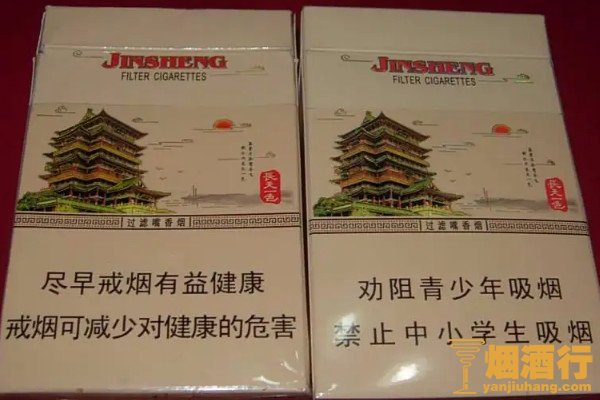 JINSHENG
FILTER CIGARETTES
長天一色
过滤嘴香烟
尽早戒烟有益健康
戒烟可减少对健康的危害
JINSHENG
FILTER CIGARETTES
長天一色
过滤嘴香烟
劝阻青少年吸烟
禁止中小学生吸烟
烟酒行
yanjiuhang.com